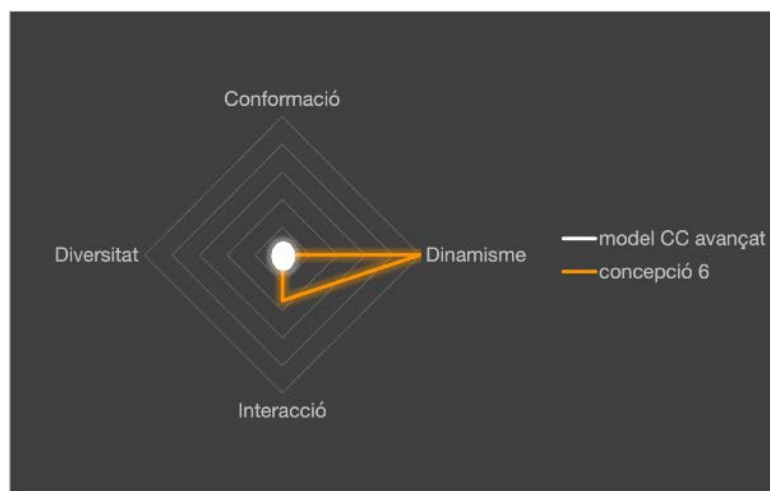 Conformació
Diversitat
Dinamisme
Interacció
model CC avançat
concepció 6